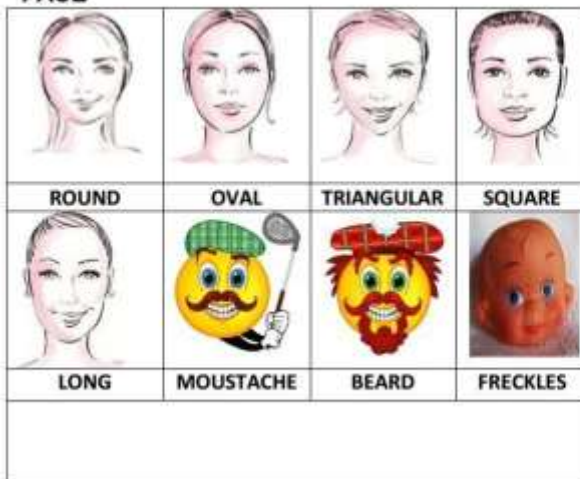 FACE
ROUND OVAL TRIANGULAR SQUARE
LONG MOUSTACHE BEARD FRECKLES